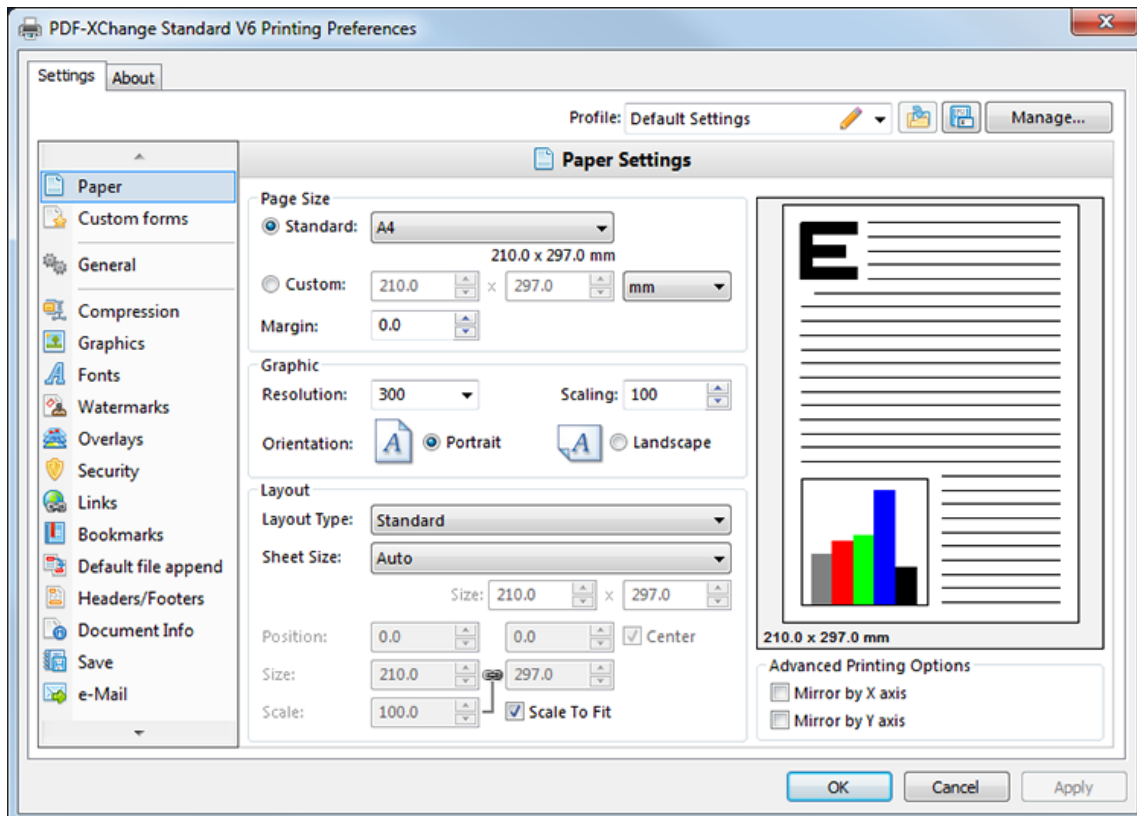 PDF-XChange Standard V6 Printing Preferences
Settings About
Profile: Default Settings Manage...
Paper
Custom forms
General
Compression
Graphics
Fonts
Watermarks
Overlays
Security
Links
Bookmarks
Default file append
Headers/Footers
Document Info
Save
e-Mail
Paper Settings
Page Size
Standard: A4
210.0 x 297.0 mm
Custom: 210.0 x 297.0 mm
Margin: 0.0
Graphic
Resolution: 300 Scaling: 100
Orientation: A Portrait A Landscape
Layout
Layout Type: Standard
Sheet Size: Auto
Size: 210.0 x 297.0
Position: 0.0 0.0 Center
Size: 210.0 297.0
Scale: 100.0 Scale To Fit
E
210.0 x 297.0 mm
Advanced Printing Options
Mirror by X axis
Mirror by Y axis
OK Cancel Apply